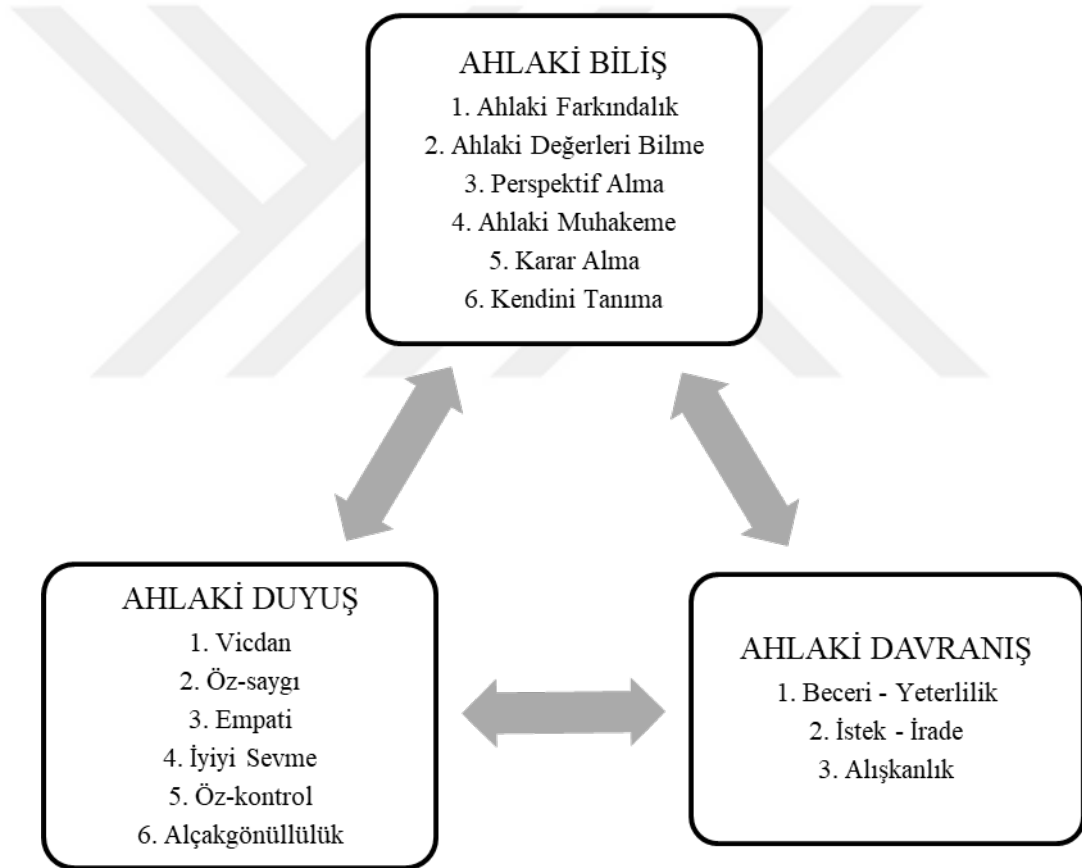 AHLAKİ BİLİŞ
1. Ahlaki Farkındalık
2. Ahlaki Değerleri Bilme
3. Perspektif Alma
4. Ahlaki Muhakeme
5. Karar Alma
6. Kendini Tanıma
AHLAKİ DUYUŞ
1. Vicdan
2. Öz-saygı
3. Empati
4. İyiyi Sevme
5. Öz-kontrol
6. Alçakgönüllülük
AHLAKİ DAVRANIŞ
1. Beceri - Yeterlilik
2. İstek - İrade
3. Alışkanlık